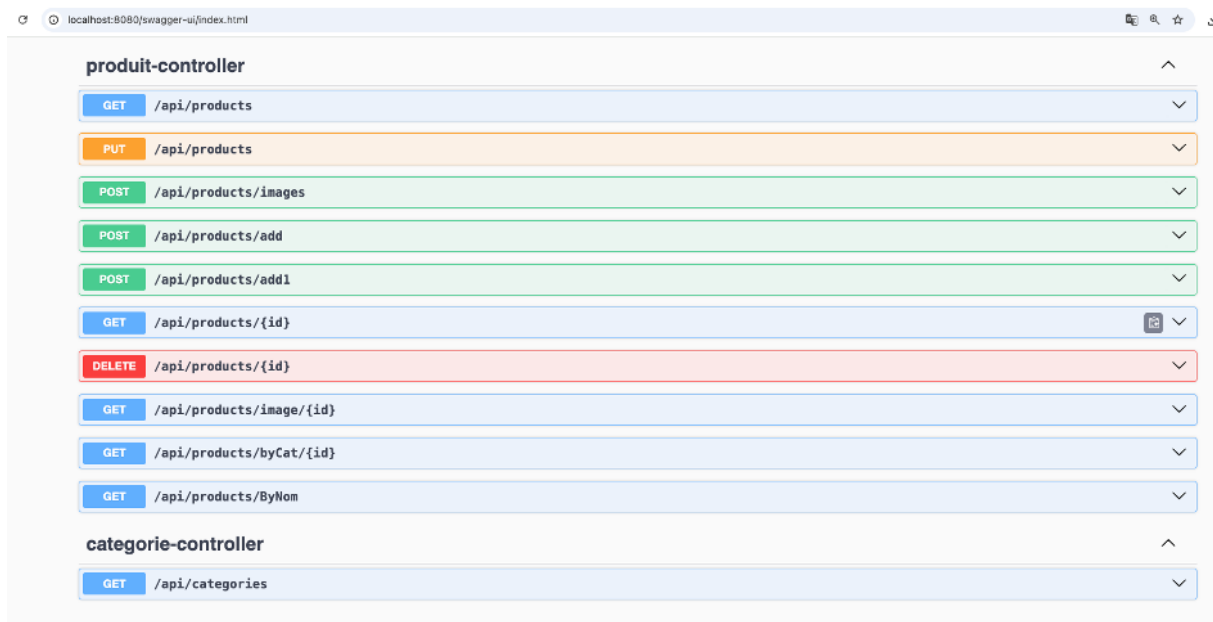 localhost:8080/swagger-ui/index.html
produit-controller
GET /api/products
PUT /api/products
POST /api/products/images
POST /api/products/add
POST /api/products/add1
GET /api/products/{id}
DELETE /api/products/{id}
GET /api/products/image/{id}
GET /api/products/byCat/{id}
GET /api/products/ByNom
categorie-controller
GET /api/categories